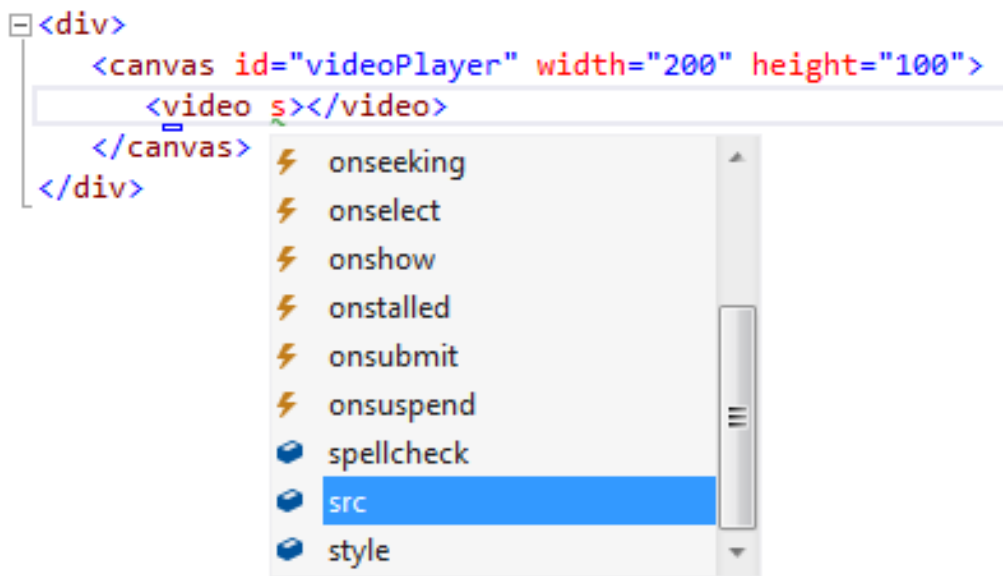 <div>
<canvas id="videoPlayer" width="200" height="100">
<video s></video>
</canvas>
</div>
onseeking
onselect
onshow
onstalled
onsubmit
onsuspend
spellcheck
src
style